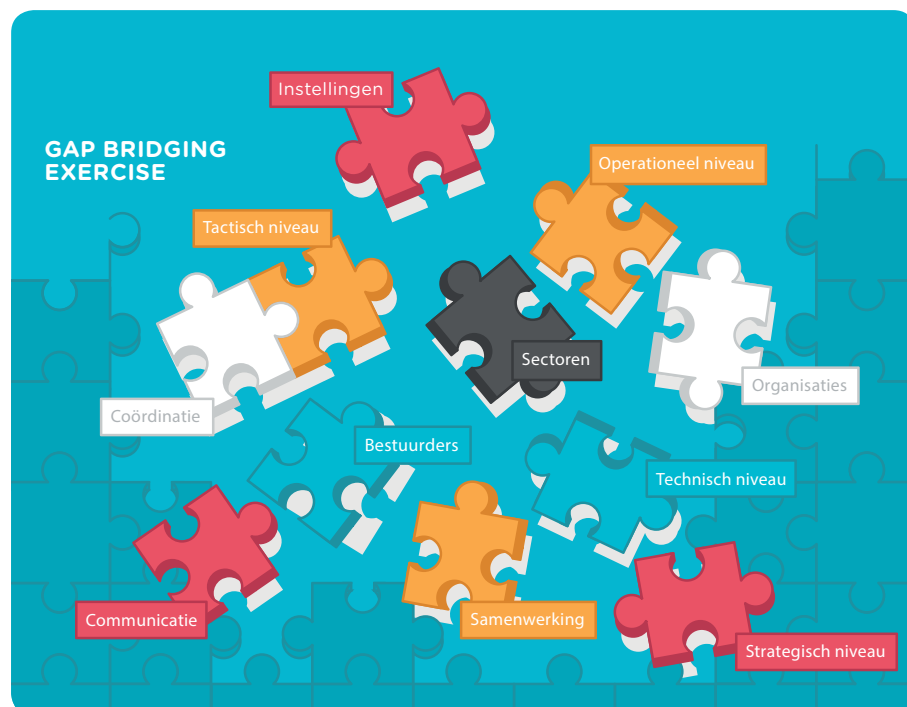 Instellingen
GAP BRIDGING
EXERCISE
Operationeel niveau
Tactisch niveau
Sectoren
Organisaties
Coördinatie
Bestuurders
Technisch niveau
Communicatie
Samenwerking
Strategisch niveau